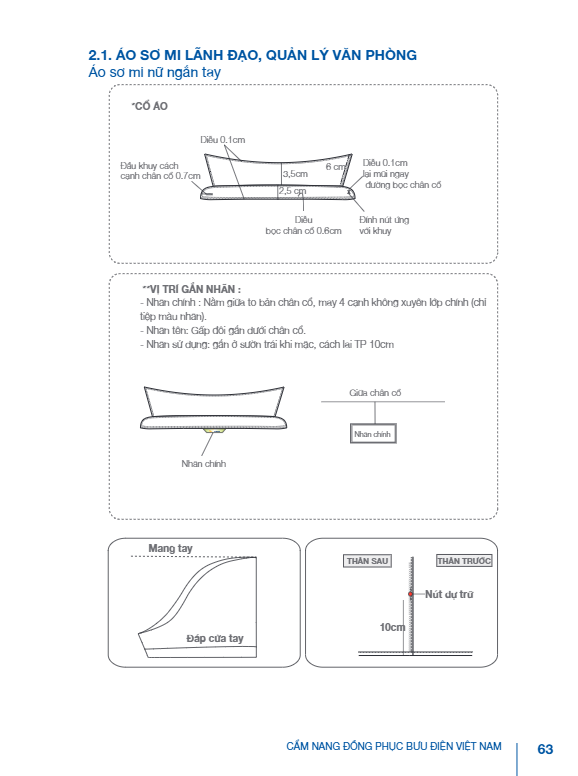 2.1. ÁO SƠ MI LÃNH ĐẠO, QUẢN LÝ VĂN PHÒNG
Áo sơ mi nữ ngắn tay
*CỔ ÁO
Diễu 0.1cm
Đầu khuy cách
cạnh chân cổ 0.7cm
3,5cm
6 cm
Diễu 0.1cm
lại mũi ngay
đường bọc chân cổ
2,5 cm
Diễu
bọc chân cổ 0.6cm
Đính nút ứng
với khuy
**VỊ TRÍ GẮN NHÃN :
- Nhãn chính : Nằm giữa to bản chân cổ, may 4 cạnh không xuyên lớp chính (chỉ
tiệp màu nhãn).
- Nhãn tên: Gấp đôi gắn dưới chân cổ.
- Nhãn sử dụng: gắn ở sườn trái khi mặc, cách lai TP 10cm
Giữa chân cổ
Nhãn chính
Nhãn chính
Mang tay
Đáp cửa tay
THÂN SAU
THÂN TRƯỚC
Nút dự trữ
10cm
CẨM NANG ĐỒNG PHỤC BƯU ĐIỆN VIỆT NAM
63